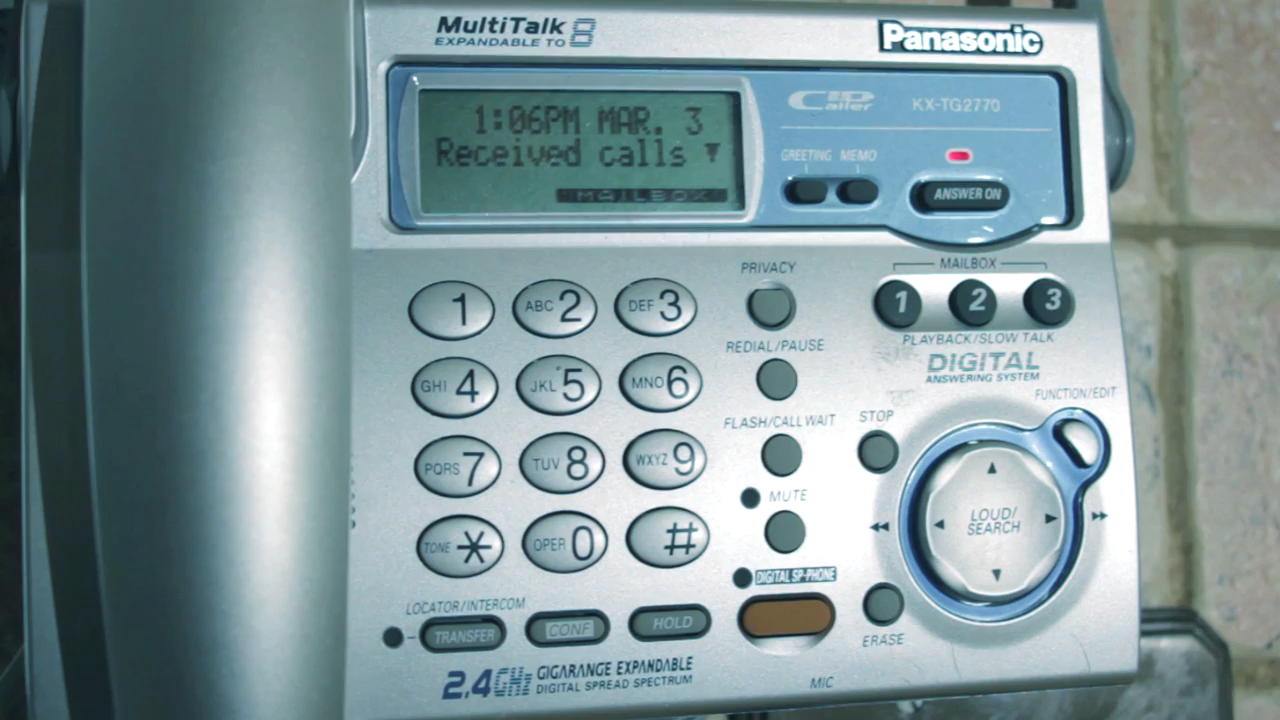 MultiTalk 8
EXPANDABLE TO
Panasonic
1:06PM MAR. 3
Received calls ▼
MAILBOX
Caller ID
KX-TG2770
GREETING MEMO
ANSWER ON
PRIVACY
MAILBOX
1 2 3
PLAYBACK/SLOW TALK
DIGITAL
ANSWERING SYSTEM
1
ABC 2
DEF 3
REDIAL/PAUSE
GHI 4
JKL 5
MNO 6
FLASH/CALL WAIT
STOP
FUNCTION/EDIT
PQRS 7
TUV 8
WXYZ 9
MUTE
LOUD/
SEARCH
TONE *
OPER 0
#
DIGITAL SP-PHONE
LOCATOR/INTERCOM
TRANSFER
CONF
HOLD
ERASE
2.4GHz
GIGARANGE EXPANDABLE
DIGITAL SPREAD SPECTRUM
MIC